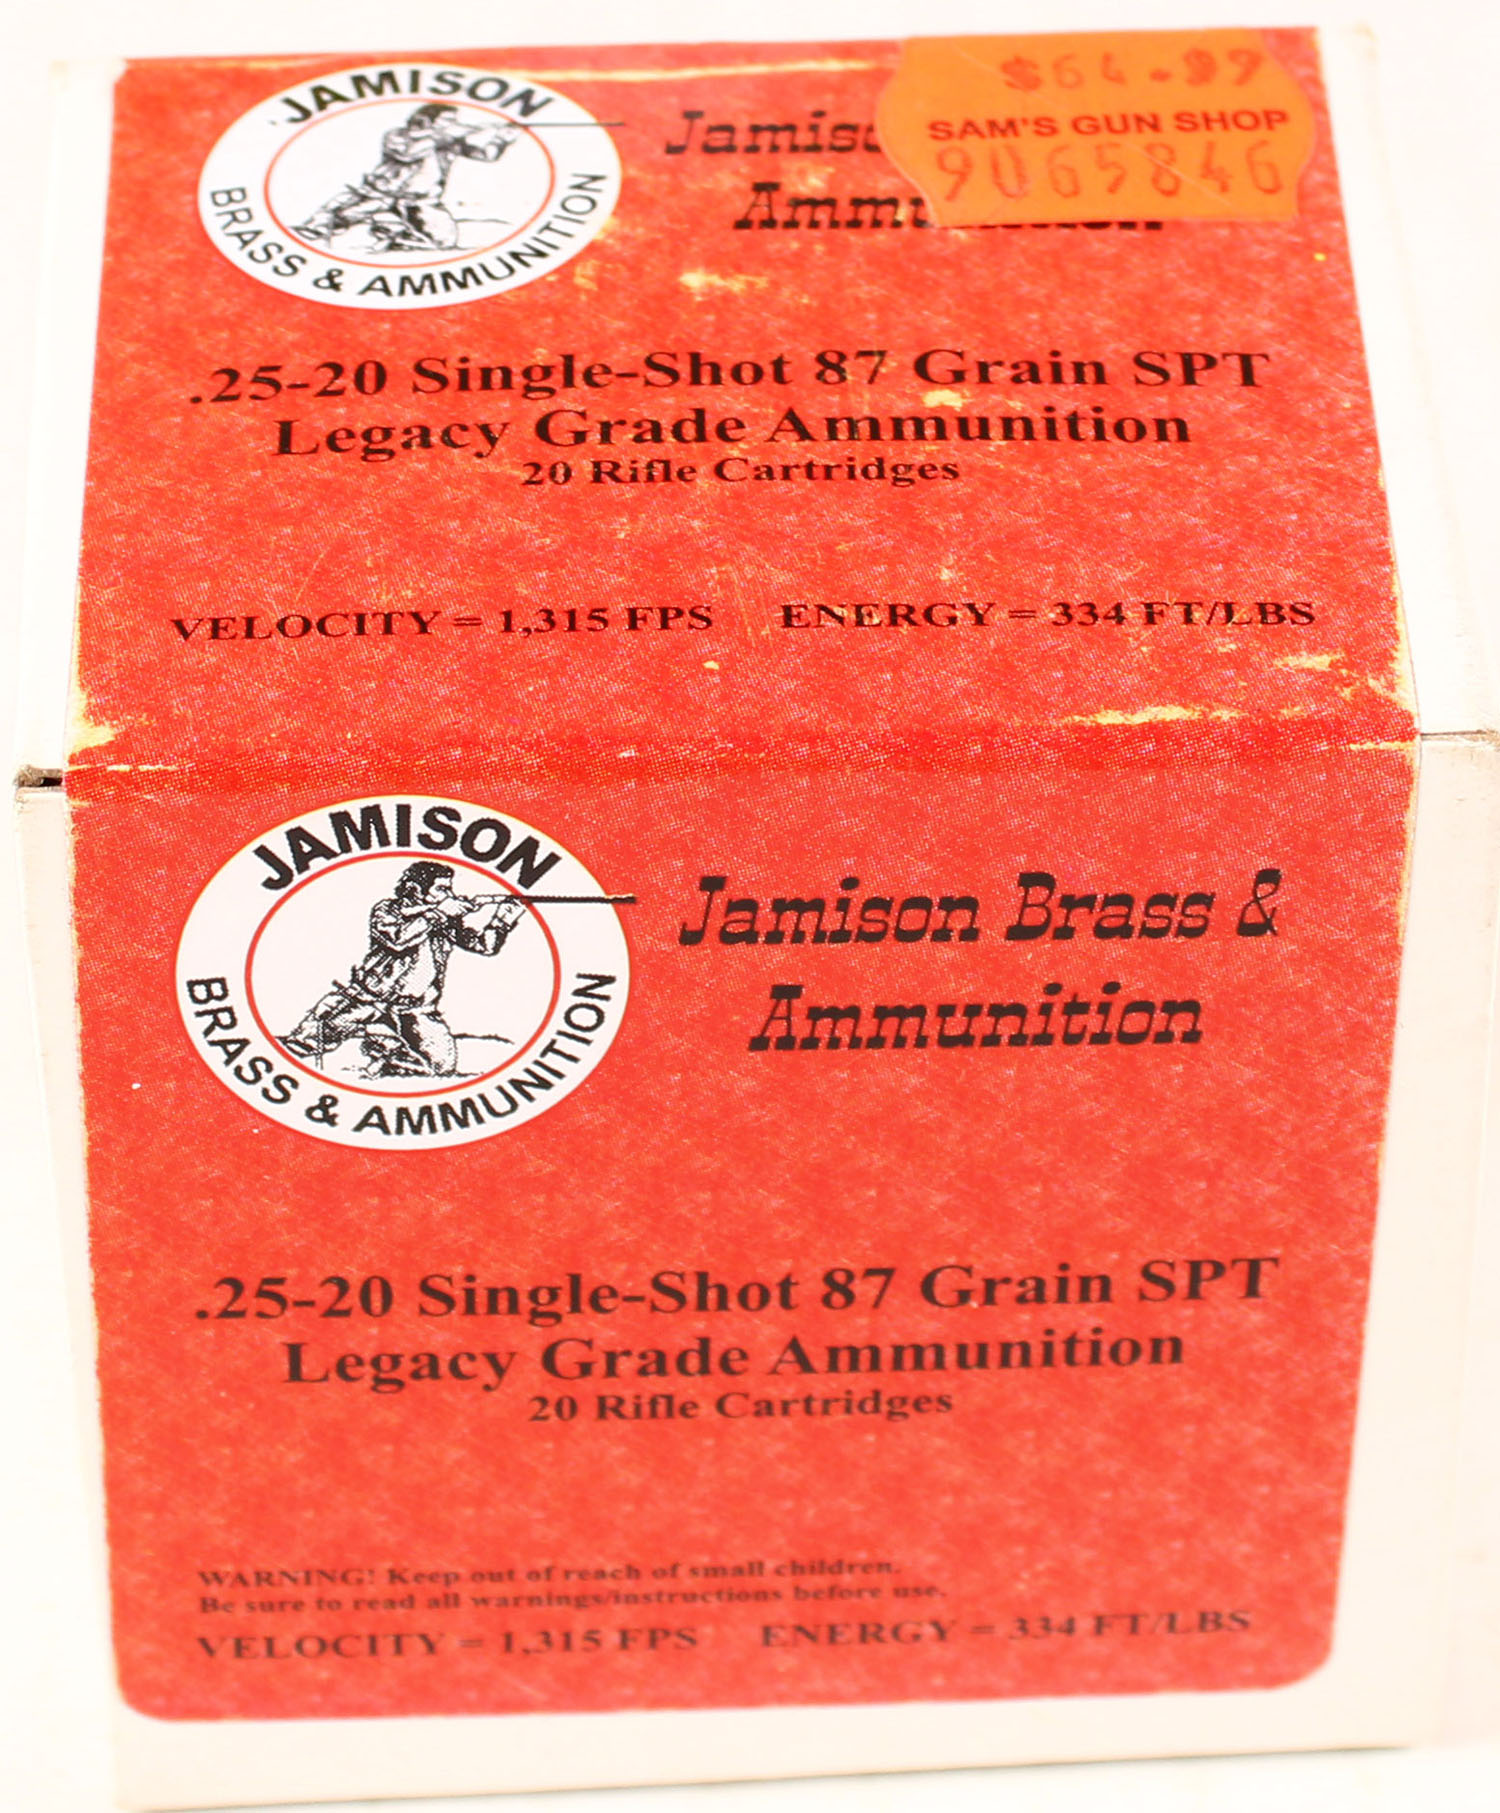 JAMISON
BRASS & AMMUNITION
$64.99
SAM'S GUN SHOP
9065846
.25-20 Single-Shot 87 Grain SPT
Legacy Grade Ammunition
20 Rifle Cartridges
VELOCITY = 1,315 FPS ENERGY = 334 FT/LBS
JAMISON
BRASS & AMMUNITION
Jamison Brass &
Ammunition
.25-20 Single-Shot 87 Grain SPT
Legacy Grade Ammunition
20 Rifle Cartridges
WARNING! Keep out of reach of small children.
Be sure to read all warnings/instructions before use.
VELOCITY = 1,315 FPS ENERGY = 334 FT/LBS